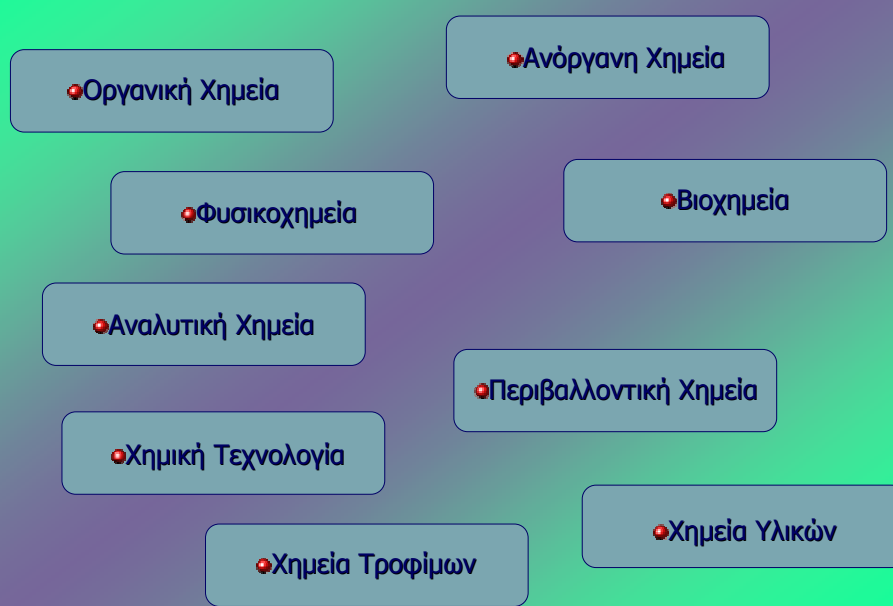 Οργανική Χημεία
Ανόργανη Χημεία
Φυσικοχημεία
Βιοχημεία
Αναλυτική Χημεία
Περιβαλλοντική Χημεία
Χημική Τεχνολογία
Χημεία Υλικών
Χημεία Τροφίμων